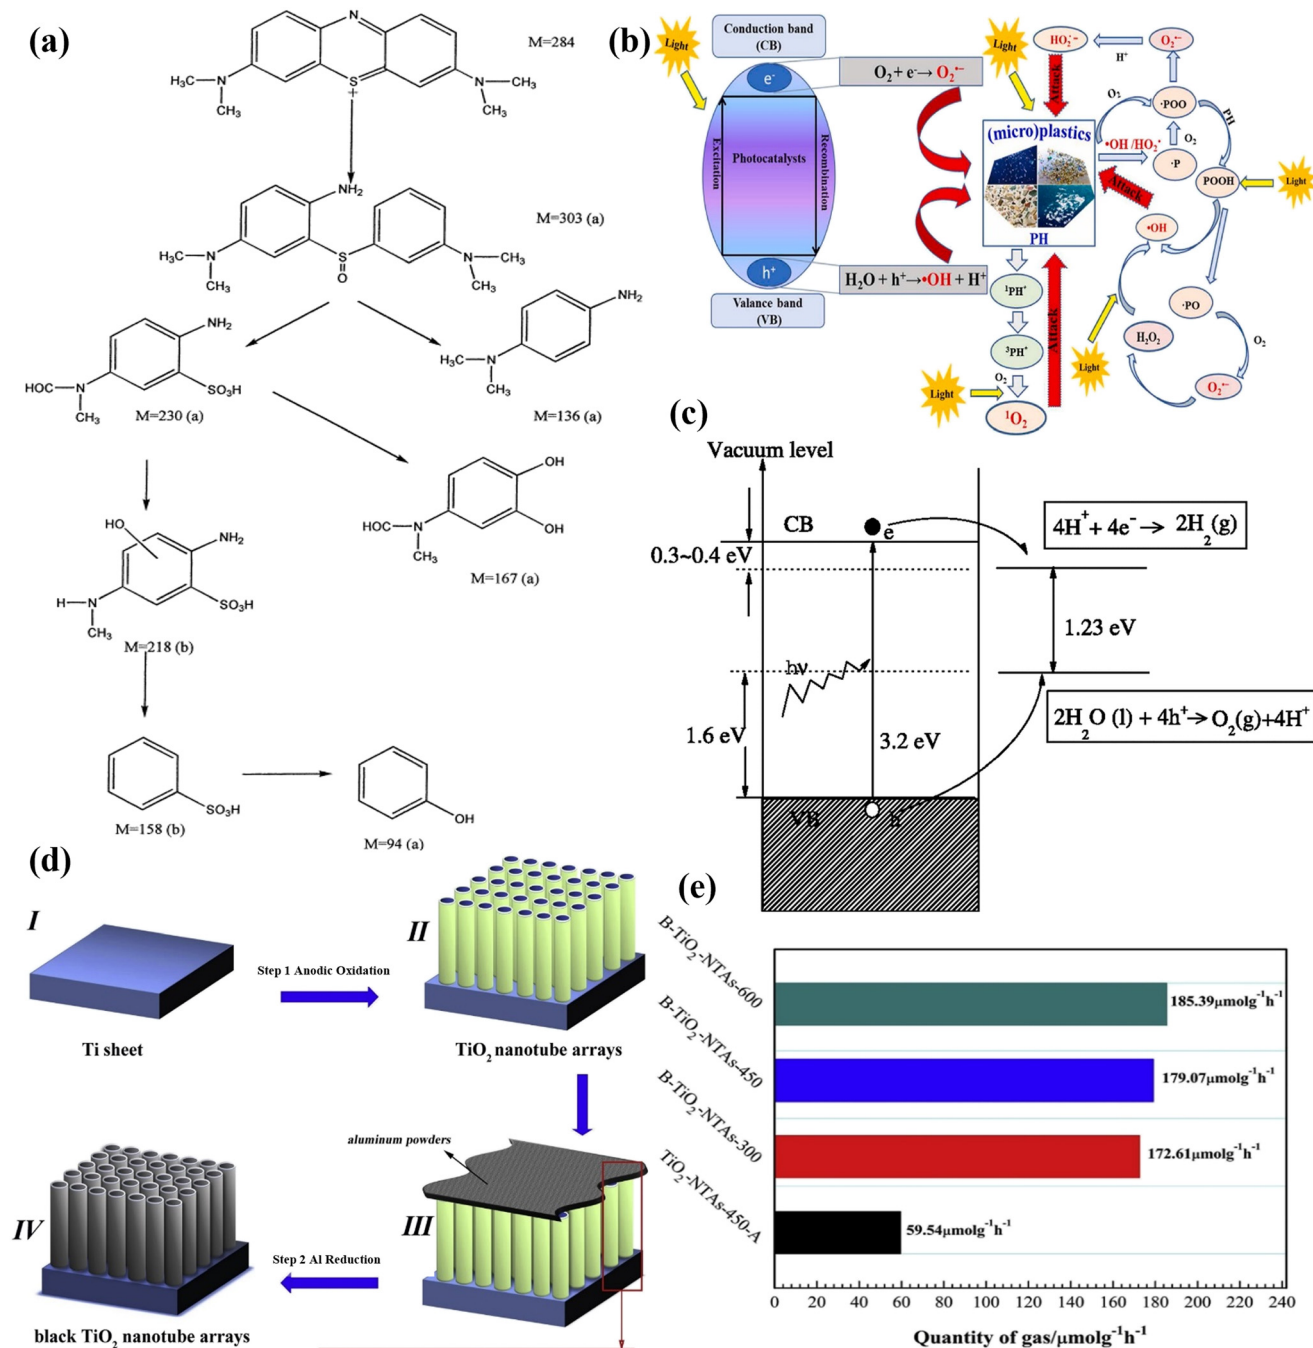 (a)
N
M=284
H₃C
N
CH₃
S
+
N
CH₃
CH₃
NH₂
M=303 (a)
H₃C
N
CH₃
S
O
N
CH₃
CH₃
NH₂
HOC
N
CH₃
SO₃H
M=230 (a)
NH₂
H₃C
N
CH₃
M=136 (a)
OH
OH
HOC
N
CH₃
M=167 (a)
HO
NH₂
H
N
CH₃
SO₃H
M=218 (b)
SO₃H
M=158 (b)
OH
M=94 (a)
(b)
Light
Conduction band
(CB)
e⁻
O₂ + e⁻→ O₂•⁻
Excitation
Photocatalysts
Recombination
h⁺
H₂O + h⁺→•OH + H⁺
Valance band
(VB)
Light
HO₂•⁻
H⁺
O₂•⁻
Attack
(micro)plastics
PH
O₂
·POO
PH
•OH /HO₂•
O₂
·P
POOH
Light
Attack
•OH
¹PH*
³PH*
O₂
Light
¹O₂
Attack
·PO
H₂O₂
O₂
Light
O₂•⁻
(c)
Vacuum level
CB
e
4H⁺ + 4e⁻ → 2H₂(g)
0.3~0.4 eV
1.23 eV
hν
1.6 eV
3.2 eV
2H₂O (l) + 4h⁺→O₂(g)+4H⁺
VB
h
(d)
I
Step 1 Anodic Oxidation
II
Ti sheet
TiO₂ nanotube arrays
aluminum powders
III
IV
Step 2 Al Reduction
black TiO₂ nanotube arrays
(e)
B-TiO₂-NTAs-600
185.39μmolg⁻¹h⁻¹
B-TiO₂-NTAs-450
179.07μmolg⁻¹h⁻¹
B-TiO₂-NTAs-300
172.61μmolg⁻¹h⁻¹
TiO₂-NTAs-450-A
59.54μmolg⁻¹h⁻¹
0 20 40 60 80 100 120 140 160 180 200 220 240
Quantity of gas/μmolg⁻¹h⁻¹